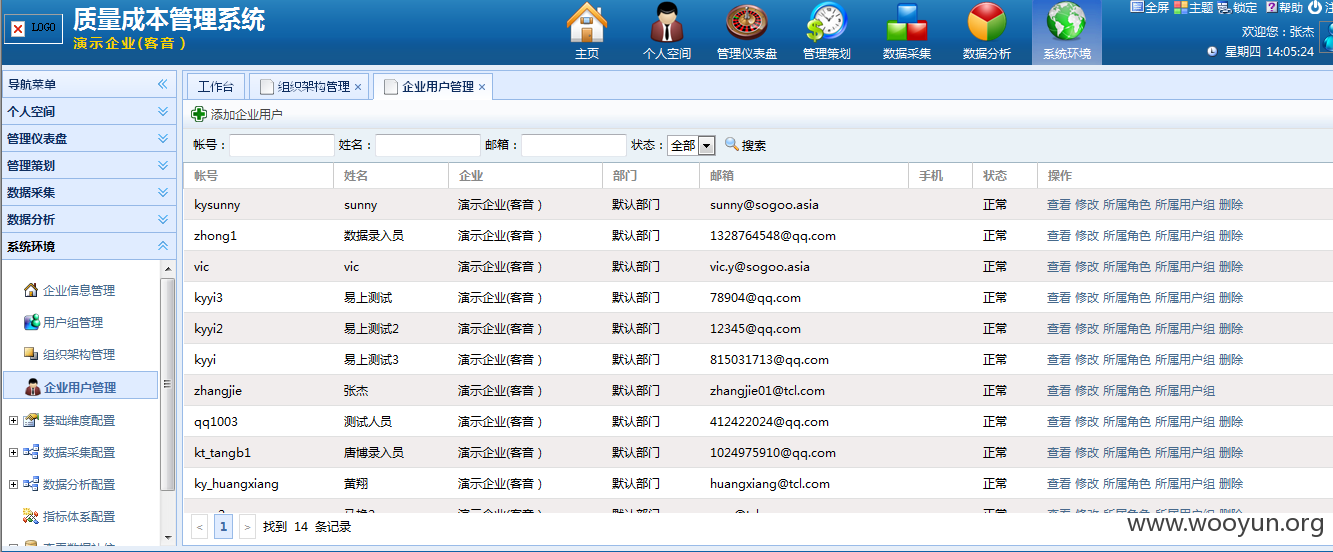 LOGO 质量成本管理系统
演示企业(客音)
主页 个人空间 管理仪表盘 管理策划 数据采集 数据分析 系统环境
全屏 主题 锁定 帮助
欢迎您：张杰
星期四 14:05:24
导航菜单
个人空间
管理仪表盘
管理策划
数据采集
数据分析
系统环境
企业信息管理
用户组管理
组织架构管理
企业用户管理
基础维度配置
数据采集配置
数据分析配置
指标体系配置
工作台 组织架构管理 × 企业用户管理 ×
添加企业用户
帐号： 姓名： 邮箱： 状态： 全部 搜索
帐号 姓名 企业 部门 邮箱 手机 状态 操作
kysunny sunny 演示企业(客音) 默认部门 sunny@sogoo.asia 正常 查看 修改 所属角色 所属用户组 删除
zhong1 数据录入员 演示企业(客音) 默认部门 1328764548@qq.com 正常 查看 修改 所属角色 所属用户组 删除
vic vic 演示企业(客音) 默认部门 vic.y@sogoo.asia 正常 查看 修改 所属角色 所属用户组 删除
kyyi3 易上测试 演示企业(客音) 默认部门 78904@qq.com 正常 查看 修改 所属角色 所属用户组 删除
kyyi2 易上测试2 演示企业(客音) 默认部门 12345@qq.com 正常 查看 修改 所属角色 所属用户组 删除
kyyi 易上测试3 演示企业(客音) 默认部门 815031713@qq.com 正常 查看 修改 所属角色 所属用户组 删除
zhangjie 张杰 演示企业(客音) 默认部门 zhangjie01@tcl.com 正常 查看 修改 所属角色 所属用户组
qq1003 测试人员 演示企业(客音) 默认部门 412422024@qq.com 正常 查看 修改 所属角色 所属用户组 删除
kt_tangb1 唐博录入员 演示企业(客音) 默认部门 1024975910@qq.com 正常 查看 修改 所属角色 所属用户组 删除
ky_huangxiang 黄翔 演示企业(客音) 默认部门 huangxiang@tcl.com 正常 查看 修改 所属角色 所属用户组 删除
< 1 > 找到 14 条记录
www.wooyun.org